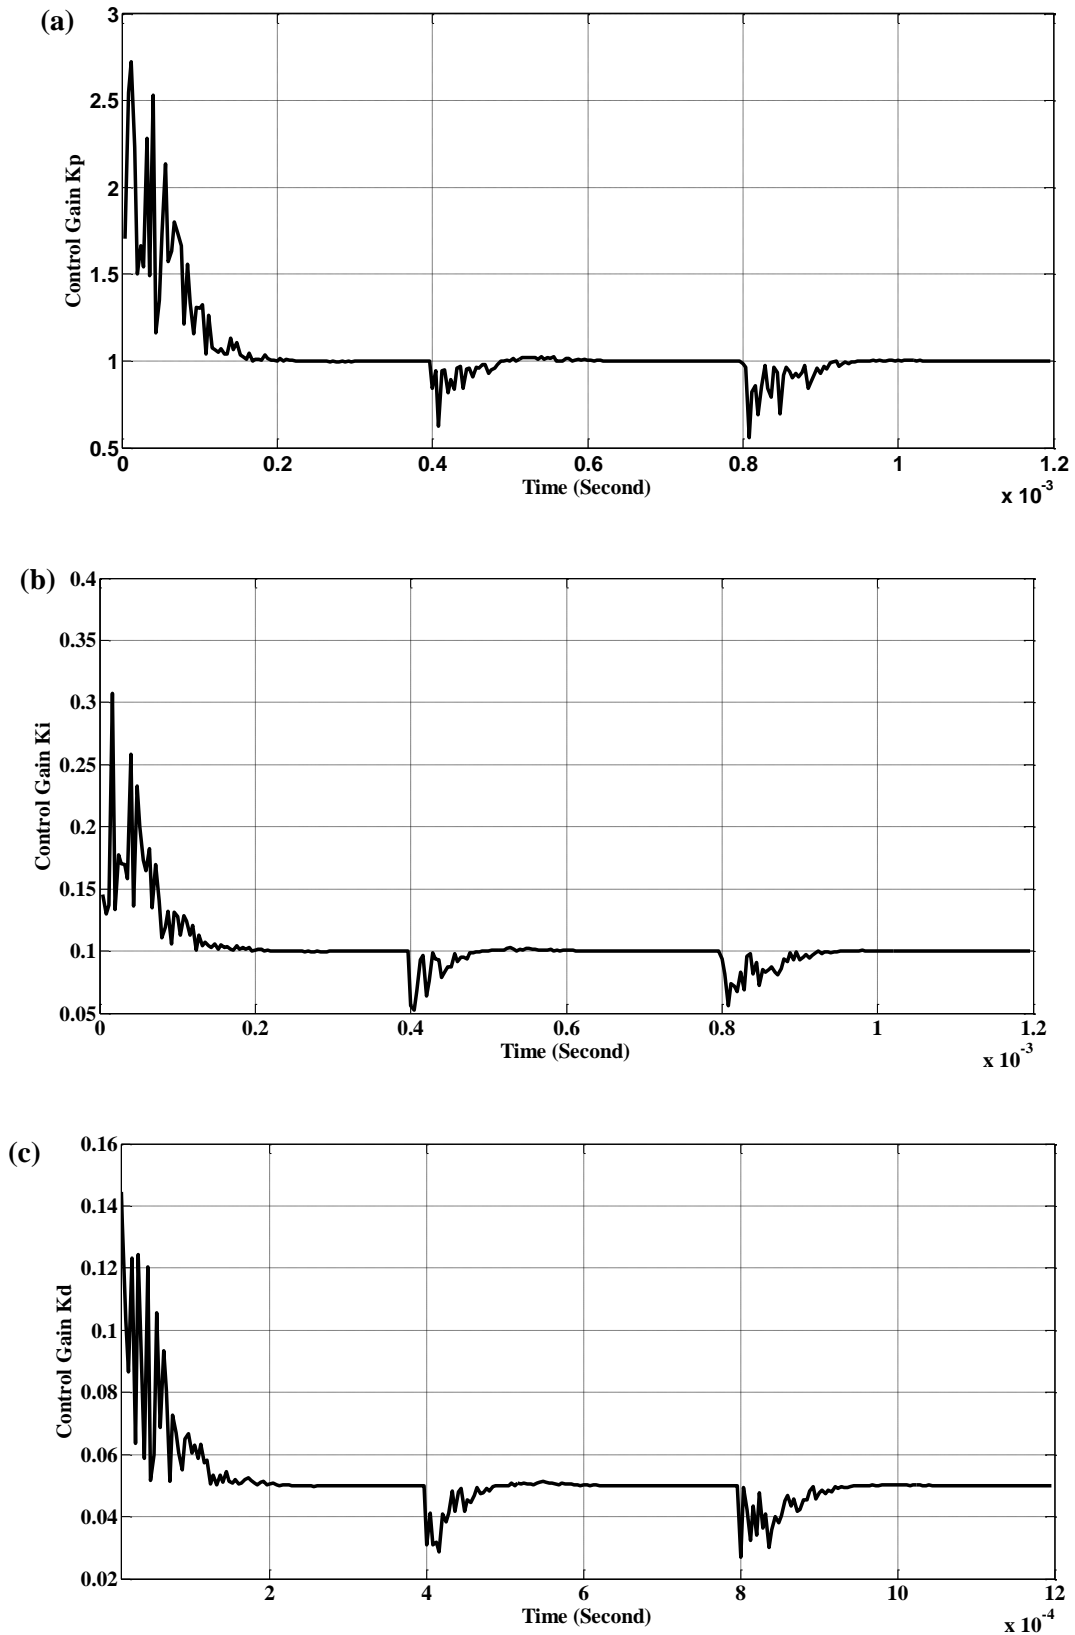 (a)
3
2.5
2
1.5
1
0.5
Control Gain Kp
0 0.2 0.4 0.6 0.8 1 1.2
Time (Second)
x 10-3
(b)
0.4
0.35
0.3
0.25
0.2
0.15
0.1
0.05
Control Gain Ki
0 0.2 0.4 0.6 0.8 1 1.2
Time (Second)
x 10-3
(c)
0.16
0.14
0.12
0.1
0.08
0.06
0.04
0.02
Control Gain Kd
2 4 6 8 10 12
Time (Second)
x 10-4